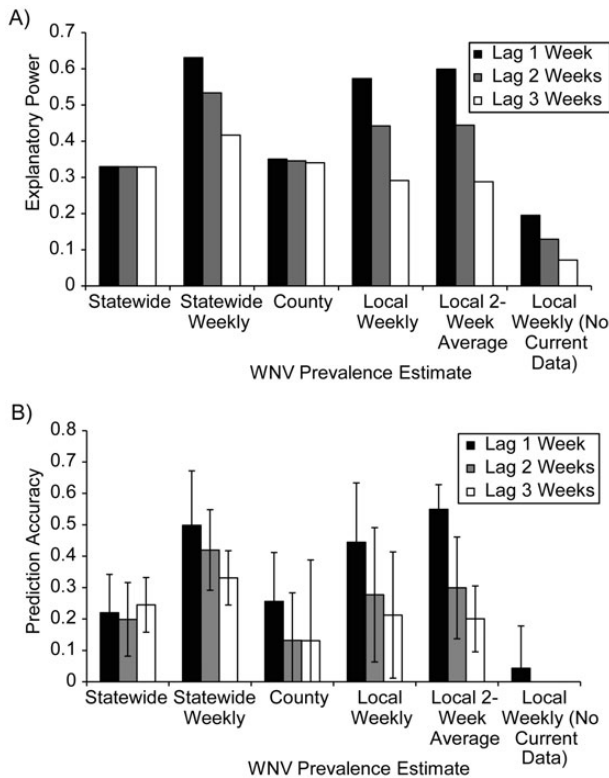 A)
Explanatory Power
0.7
0.6
0.5
0.4
0.3
0.2
0.1
0
Lag 1 Week
Lag 2 Weeks
Lag 3 Weeks
Statewide
Statewide
Weekly
County
Local
Weekly
Local 2-
Week
Average
Local
Weekly (No
Current
Data)
WNV Prevalence Estimate
B)
Prediction Accuracy
0.8
0.7
0.6
0.5
0.4
0.3
0.2
0.1
0
Lag 1 Week
Lag 2 Weeks
Lag 3 Weeks
Statewide
Statewide
Weekly
County
Local
Weekly
Local 2-
Week
Average
Local
Weekly (No
Current
Data)
WNV Prevalence Estimate